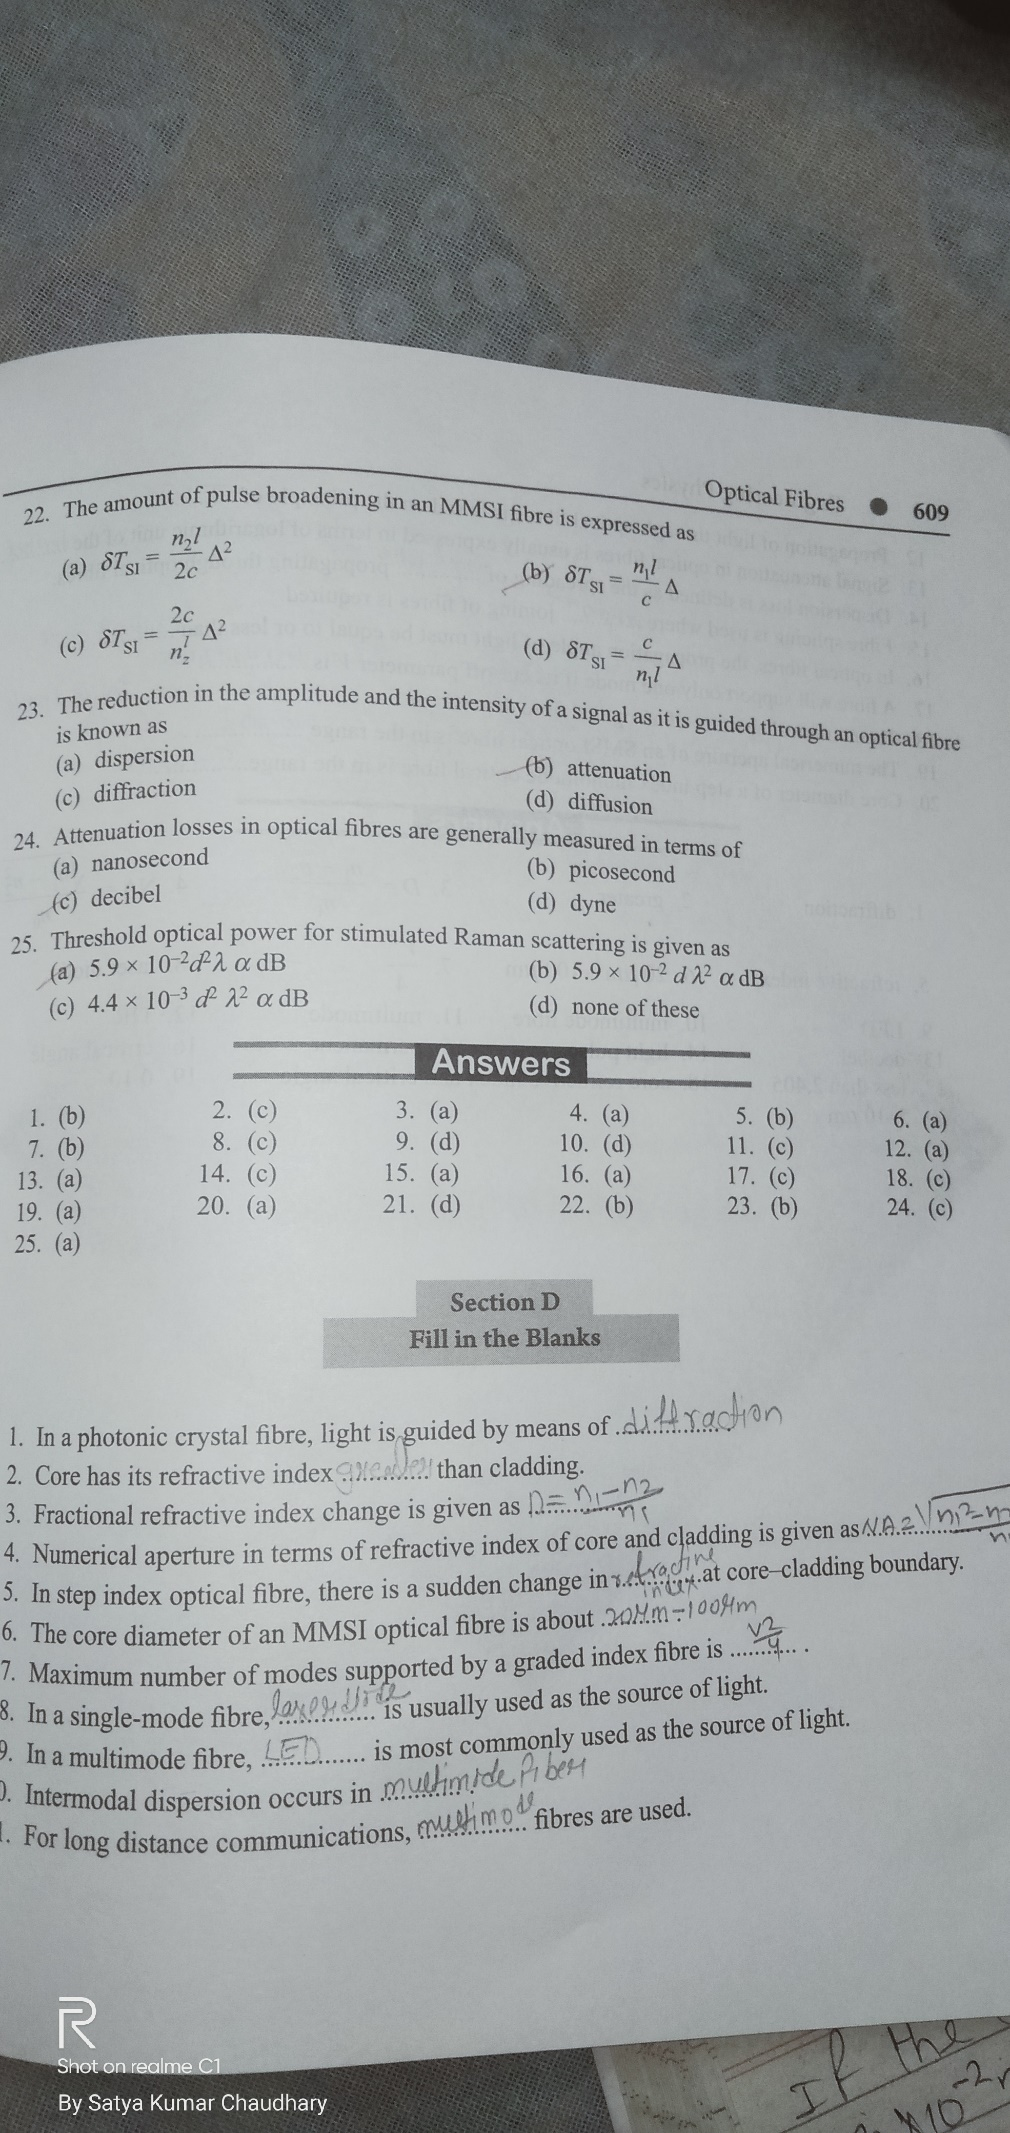 Optical Fibres ● 609
22. The amount of pulse broadening in an MMSI fibre is expressed as
(a) δT_SI = n₂l / 2c Δ²
(b) δT_SI = n₁l / c Δ
(c) δT_SI = 2c / n_z^l Δ²
(d) δT_SI = c / n₁l Δ
23. The reduction in the amplitude and the intensity of a signal as it is guided through an optical fibre
is known as
(a) dispersion
(b) attenuation
(c) diffraction
(d) diffusion
24. Attenuation losses in optical fibres are generally measured in terms of
(a) nanosecond
(b) picosecond
(c) decibel
(d) dyne
25. Threshold optical power for stimulated Raman scattering is given as
(a) 5.9 × 10⁻²d²λ α dB
(b) 5.9 × 10⁻² d λ² α dB
(c) 4.4 × 10⁻³ d² λ² α dB
(d) none of these
Answers
1. (b) 2. (c) 3. (a) 4. (a) 5. (b) 6. (a)
7. (b) 8. (c) 9. (d) 10. (d) 11. (c) 12. (a)
13. (a) 14. (c) 15. (a) 16. (a) 17. (c) 18. (c)
19. (a) 20. (a) 21. (d) 22. (b) 23. (b) 24. (c)
25. (a)
Section D
Fill in the Blanks
1. In a photonic crystal fibre, light is guided by means of diffraction
2. Core has its refractive index ............ than cladding.
3. Fractional refractive index change is given as D = n₁-n₂ / n₁
4. Numerical aperture in terms of refractive index of core and cladding is given as N.A =
5. In step index optical fibre, there is a sudden change in refractine index at core–cladding boundary.
6. The core diameter of an MMSI optical fibre is about 20μm-100μm
7. Maximum number of modes supported by a graded index fibre is V2/4 .
8. In a single-mode fibre, laser diode is usually used as the source of light.
9. In a multimode fibre, LED is most commonly used as the source of light.
0. Intermodal dispersion occurs in multimode Fiber
. For long distance communications, multimode fibres are used.
If the
x10⁻²
R
Shot on realme C1
By Satya Kumar Chaudhary